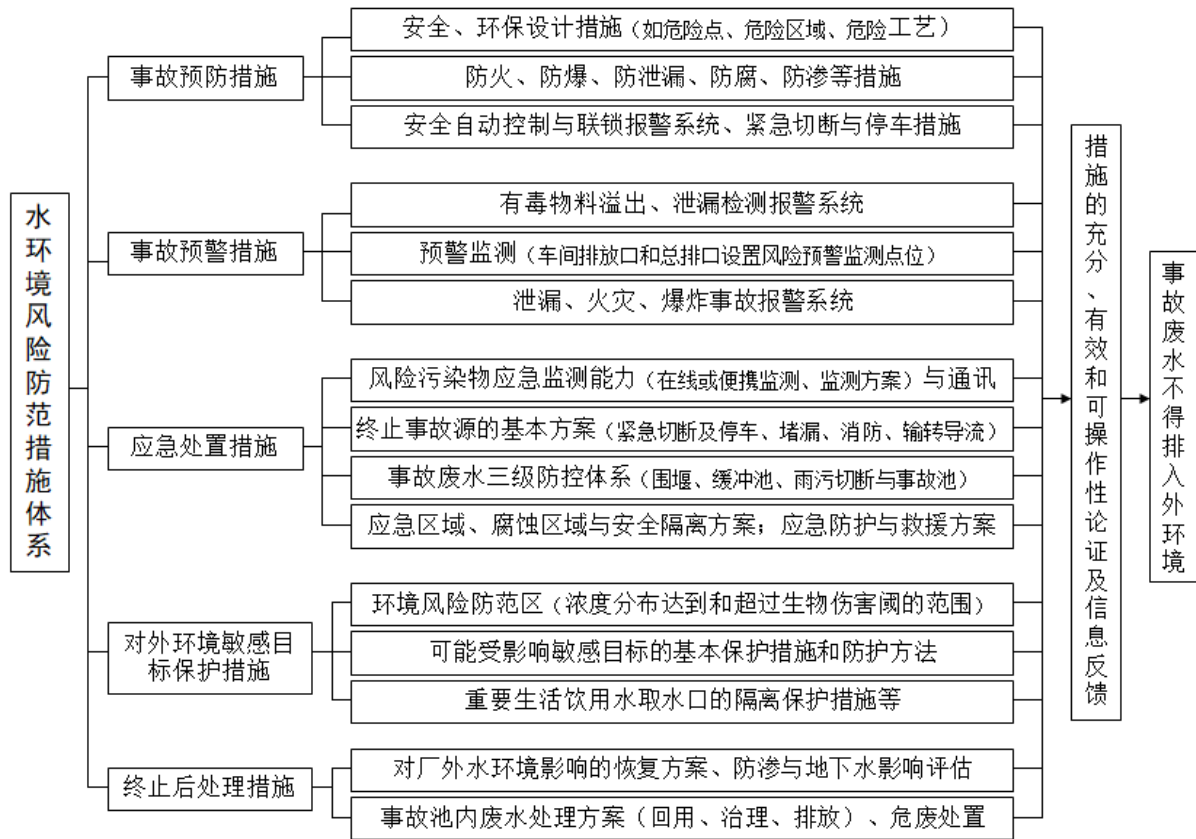 水环境风险防范措施体系
事故预防措施
安全、环保设计措施（如危险点、危险区域、危险工艺）
防火、防爆、防泄漏、防腐、防渗等措施
安全自动控制与联锁报警系统、紧急切断与停车措施
事故预警措施
有毒物料溢出、泄漏检测报警系统
预警监测（车间排放口和总排口设置风险预警监测点位）
泄漏、火灾、爆炸事故报警系统
应急处置措施
风险污染物应急监测能力（在线或便携监测、监测方案）与通讯
终止事故源的基本方案（紧急切断及停车、堵漏、消防、输转导流）
事故废水三级防控体系（围堰、缓冲池、雨污切断与事故池）
应急区域、腐蚀区域与安全隔离方案；应急防护与救援方案
对外环境敏感目
标保护措施
环境风险防范区（浓度分布达到和超过生物伤害阈的范围）
可能受影响敏感目标的基本保护措施和防护方法
重要生活饮用水取水口的隔离保护措施等
终止后处理措施
对厂外水环境影响的恢复方案、防渗与地下水影响评估
事故池内废水处理方案（回用、治理、排放）、危废处置
措施的充分、有效和可操作性论证及信息反馈
事故废水不得排入外环境